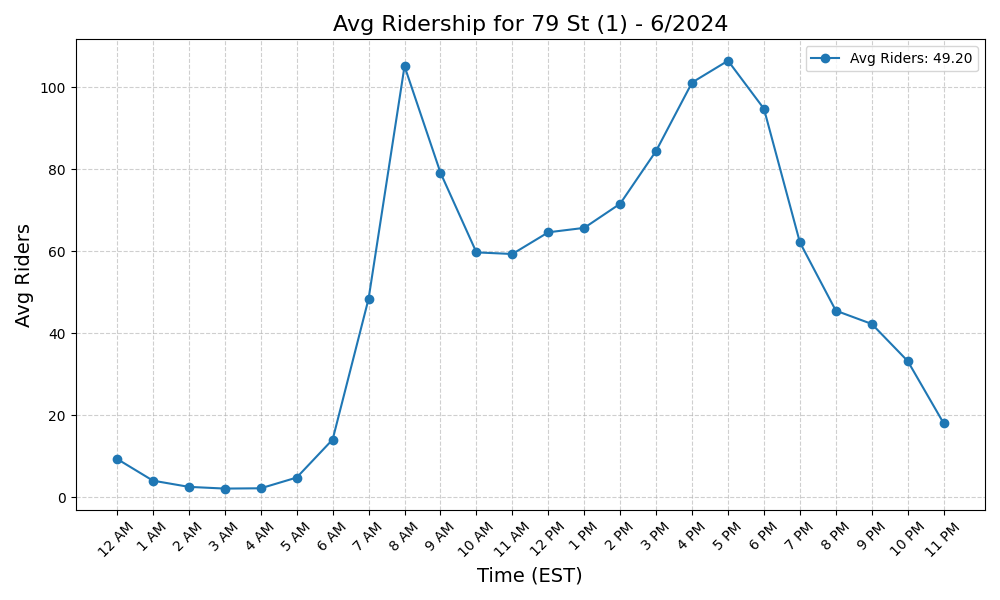 Avg Ridership for 79 St (1) - 6/2024
Avg Riders: 49.20
Avg Riders
100
80
60
40
20
0
12 AM
1 AM
2 AM
3 AM
4 AM
5 AM
6 AM
7 AM
8 AM
9 AM
10 AM
11 AM
12 PM
1 PM
2 PM
3 PM
4 PM
5 PM
6 PM
7 PM
8 PM
9 PM
10 PM
11 PM
Time (EST)